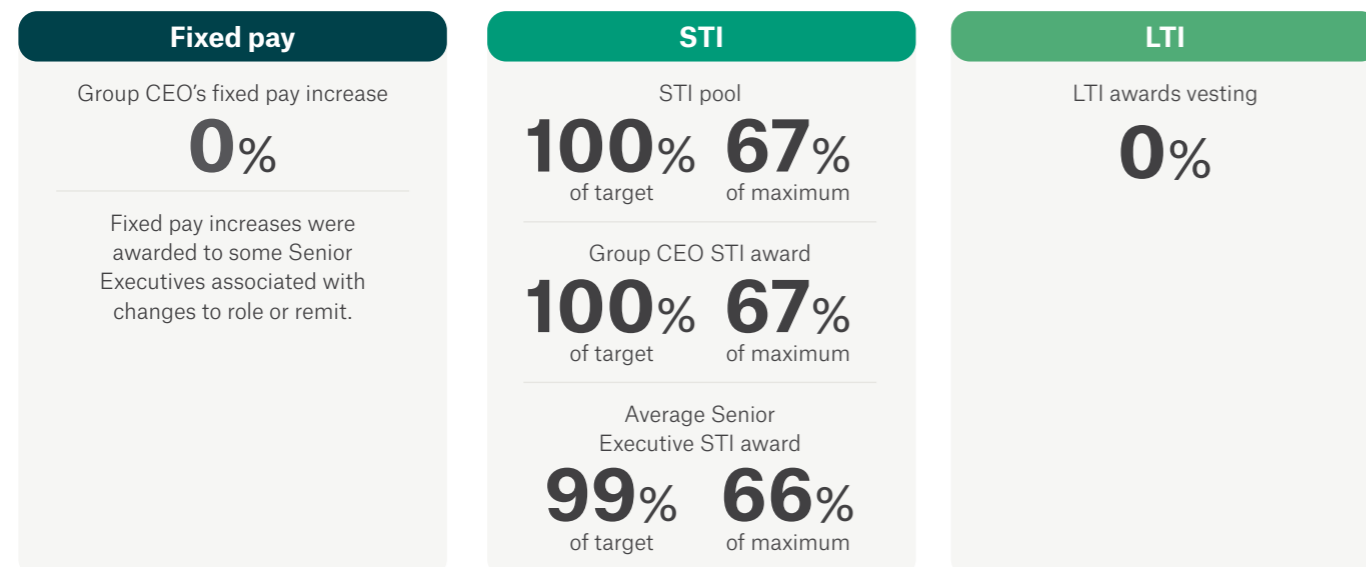 Fixed pay
Group CEO’s fixed pay increase
0%
Fixed pay increases were
awarded to some Senior
Executives associated with
changes to role or remit.
STI
STI pool
100% 67%
of target of maximum
Group CEO STI award
100% 67%
of target of maximum
Average Senior
Executive STI award
99% 66%
of target of maximum
LTI
LTI awards vesting
0%